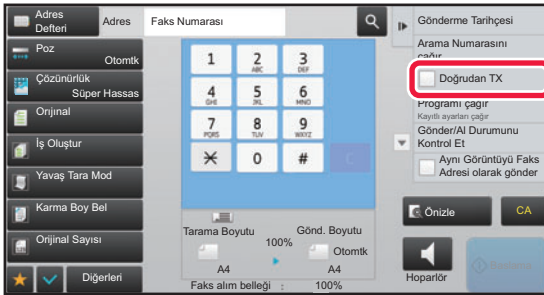 Adres
Defteri
Adres
Faks Numarası
Poz
Otomtk
Çözünürlük
Süper Hassas
Orijinal
İş Oluştur
Yavaş Tara Mod
Karma Boy Bel
Orijinal Sayısı
Diğerleri
1
2
ABC
3
DEF
4
GHI
5
JKL
6
MNO
7
PQRS
8
TUV
9
WXYZ
0
#
C
Tarama Boyutu
100%
Gönd. Boyutu
Otomtk
A4
A4
Faks alım belleği : 100%
Gönderme Tarihçesi
Arama Numarasını
çağır
Doğrudan TX
Programı çağır
Kayıtlı ayarları çağır
Gönder/Al Durumunu
Kontrol Et
Aynı Görüntüyü Faks
Adresi olarak gönder
Önizle
CA
Hoparlör